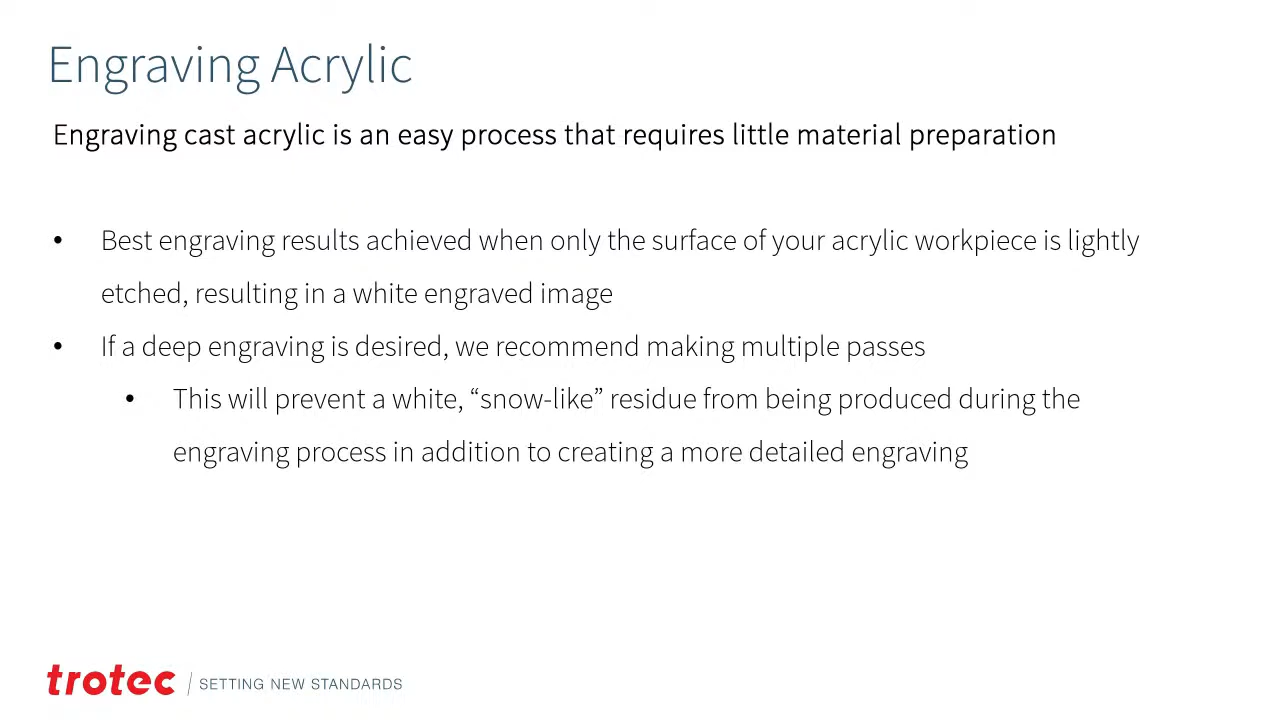 Engraving Acrylic
Engraving cast acrylic is an easy process that requires little material preparation
• Best engraving results achieved when only the surface of your acrylic workpiece is lightly
etched, resulting in a white engraved image
• If a deep engraving is desired, we recommend making multiple passes
• This will prevent a white, “snow-like” residue from being produced during the
engraving process in addition to creating a more detailed engraving
trotec / SETTING NEW STANDARDS